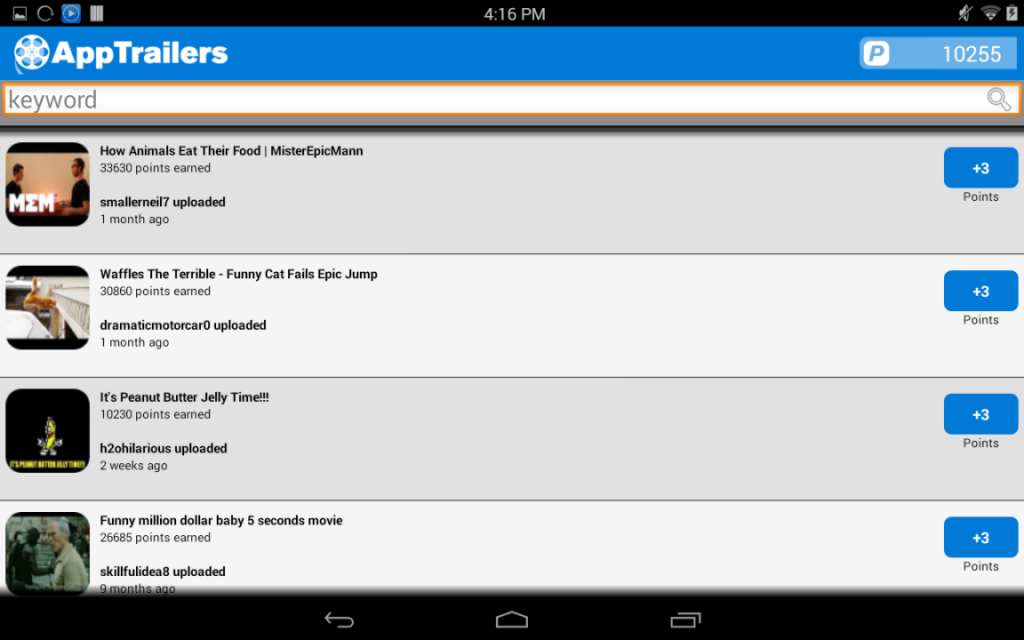 4:16 PM
AppTrailers
P 10255
keyword
How Animals Eat Their Food | MisterEpicMann
33630 points earned
smallerneil7 uploaded
1 month ago
+3
Points
MΣM
Waffles The Terrible - Funny Cat Fails Epic Jump
30860 points earned
dramaticmotorcar0 uploaded
1 month ago
+3
Points
It's Peanut Butter Jelly Time!!!
10230 points earned
h2ohilarious uploaded
2 weeks ago
+3
Points
IT'S PEANUT BUTTER JELLY TIME!!!
Funny million dollar baby 5 seconds movie
26685 points earned
skillfulidea8 uploaded
9 months ago
+3
Points